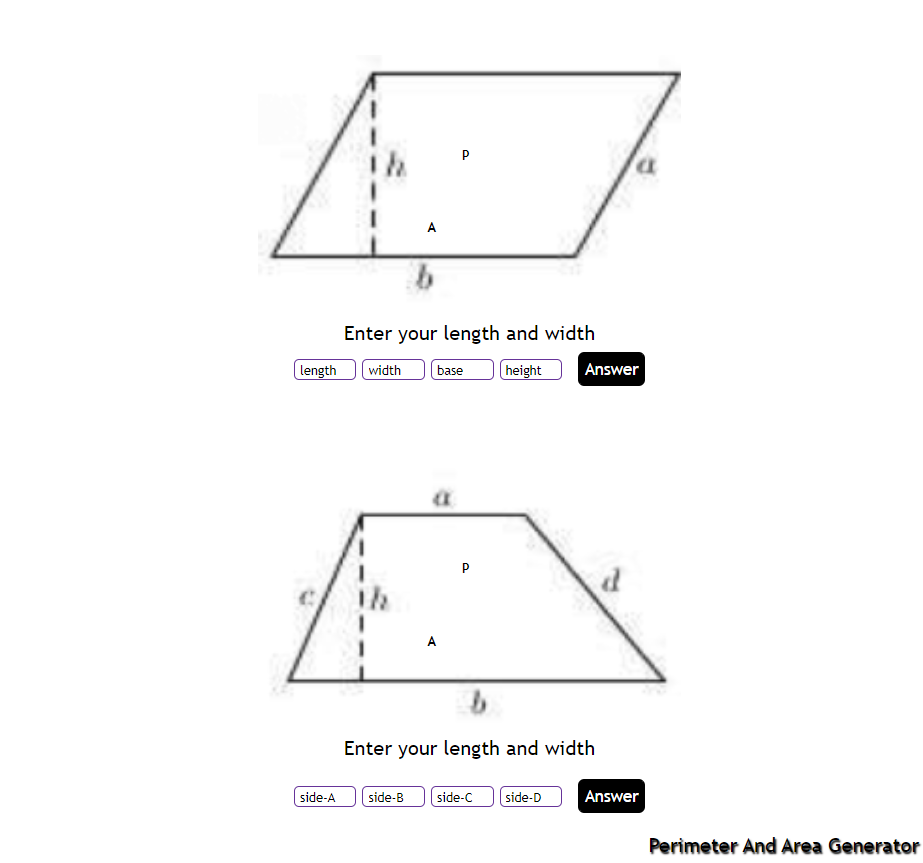 P
h
a
A
b
Enter your length and width
length width base height Answer
a
P
d
c
h
A
b
Enter your length and width
side-A side-B side-C side-D Answer
Perimeter And Area Generator